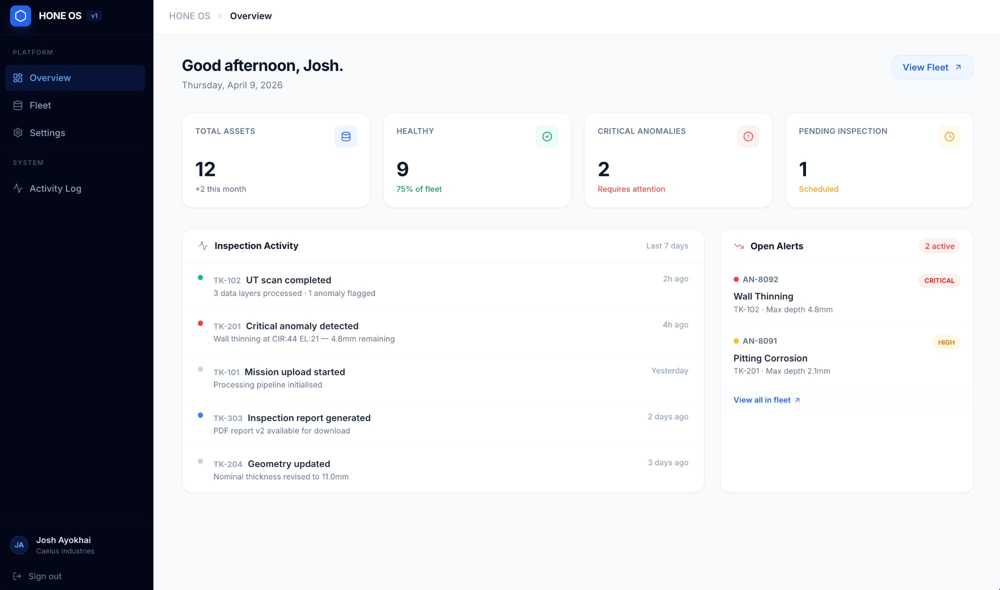 HONE OS v1
PLATFORM
Overview
Fleet
Settings
SYSTEM
Activity Log
JA
Josh Ayokhai
Caelus Industries
Sign out
HONE OS > Overview
Good afternoon, Josh.
Thursday, April 9, 2026
View Fleet
TOTAL ASSETS
12
+2 this month
HEALTHY
9
75% of fleet
CRITICAL ANOMALIES
2
Requires attention
PENDING INSPECTION
1
Scheduled
Inspection Activity
Last 7 days
TK-102 UT scan completed
2h ago
3 data layers processed · 1 anomaly flagged
TK-201 Critical anomaly detected
4h ago
Wall thinning at CIR:44 EL:21 — 4.8mm remaining
TK-101 Mission upload started
Yesterday
Processing pipeline initialised
TK-303 Inspection report generated
2 days ago
PDF report v2 available for download
TK-204 Geometry updated
3 days ago
Nominal thickness revised to 11.0mm
Open Alerts
2 active
AN-8092
CRITICAL
Wall Thinning
TK-102 · Max depth 4.8mm
AN-8091
HIGH
Pitting Corrosion
TK-201 · Max depth 2.1mm
View all in fleet